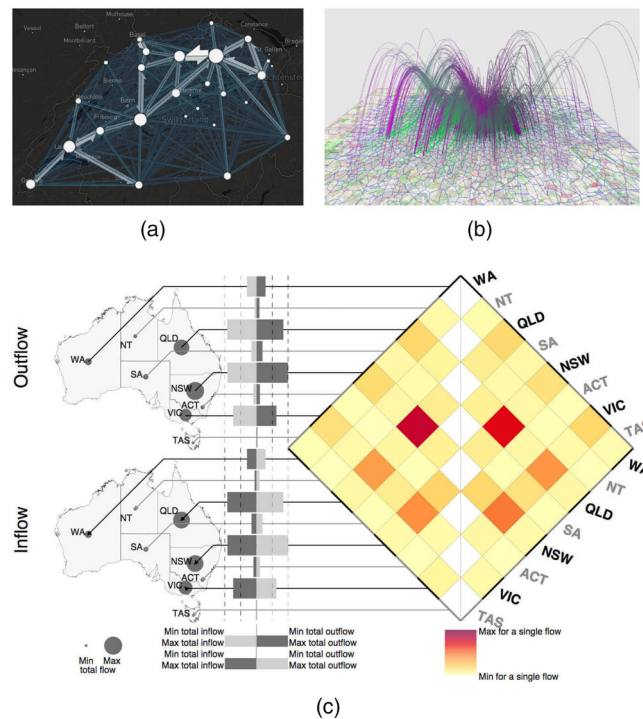 Mulhouse
Vesoul
Belfort
Montbéliard
Basel
Constance
St. Gallen
Besançon
Bienne
Lucerne
Neuchâtel
Bern
Fribourg
Switzerland
(a)
(b)
Outflow
WA
NT
QLD
SA
NSW
ACT
VIC
TAS
WA
NT
QLD
SA
NSW
ACT
VIC
TAS
Inflow
WA
NT
QLD
SA
NSW
ACT
VIC
TAS
WA
NT
QLD
SA
NSW
ACT
VIC
TAS
Min Max
total flow
Min total inflow Min total outflow
Max total inflow Max total outflow
Min total inflow Min total outflow
Max total inflow Max total outflow
Max for a single flow
Min for a single flow
(c)